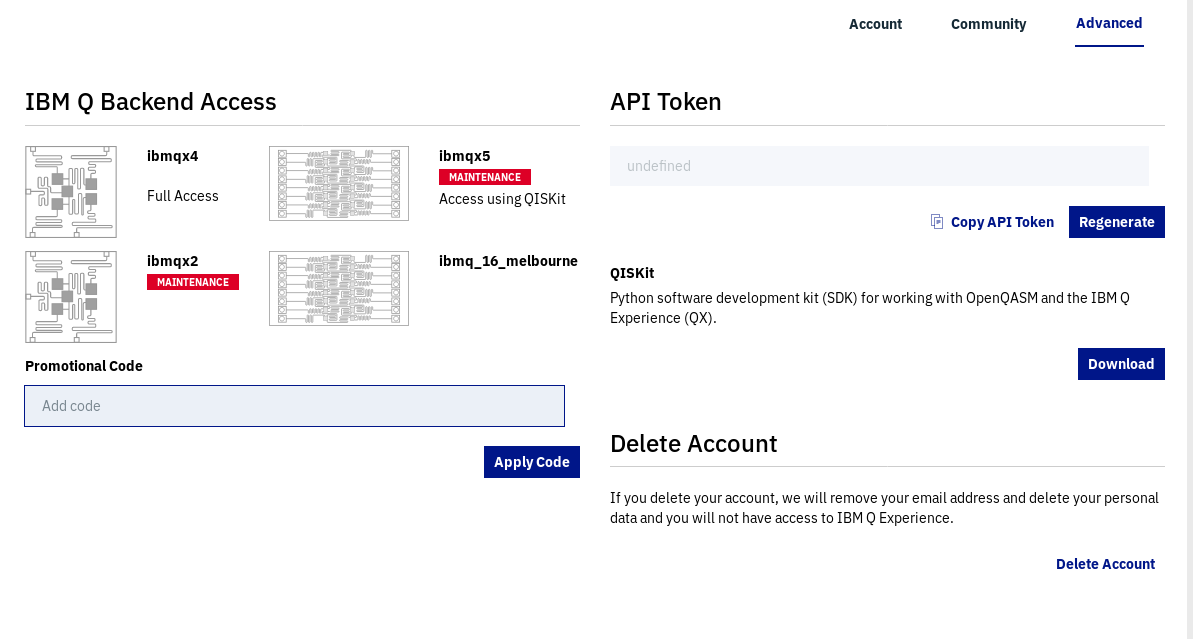 Account
Community
Advanced
IBM Q Backend Access
ibmqx4
Full Access
ibmqx5
MAINTENANCE
Access using QISKit
ibmqx2
MAINTENANCE
ibmq_16_melbourne
Promotional Code
Add code
Apply Code
API Token
undefined
Copy API Token
Regenerate
QISKit
Python software development kit (SDK) for working with OpenQASM and the IBM Q
Experience (QX).
Download
Delete Account
If you delete your account, we will remove your email address and delete your personal
data and you will not have access to IBM Q Experience.
Delete Account